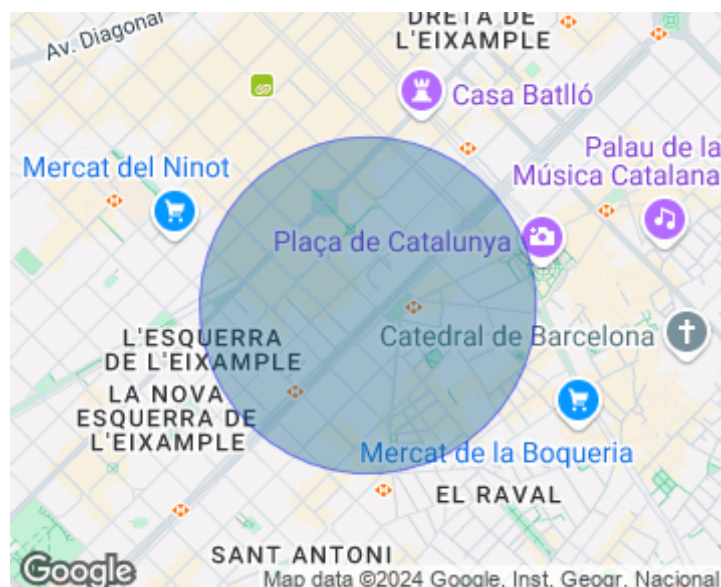 DRETA DE
L'EIXAMPLE
Av. Diagonal
Casa Batlló
Palau de la
Música Catalana
Mercat del Ninot
Plaça de Catalunya
L'ESQUERRA
DE L'EIXAMPLE
Catedral de Barcelona
LA NOVA
ESQUERRA DE
L'EIXAMPLE
Mercat de la Boqueria
EL RAVAL
SANT ANTONI
Google
Map data ©2024 Google, Inst. Geogr. Nacional